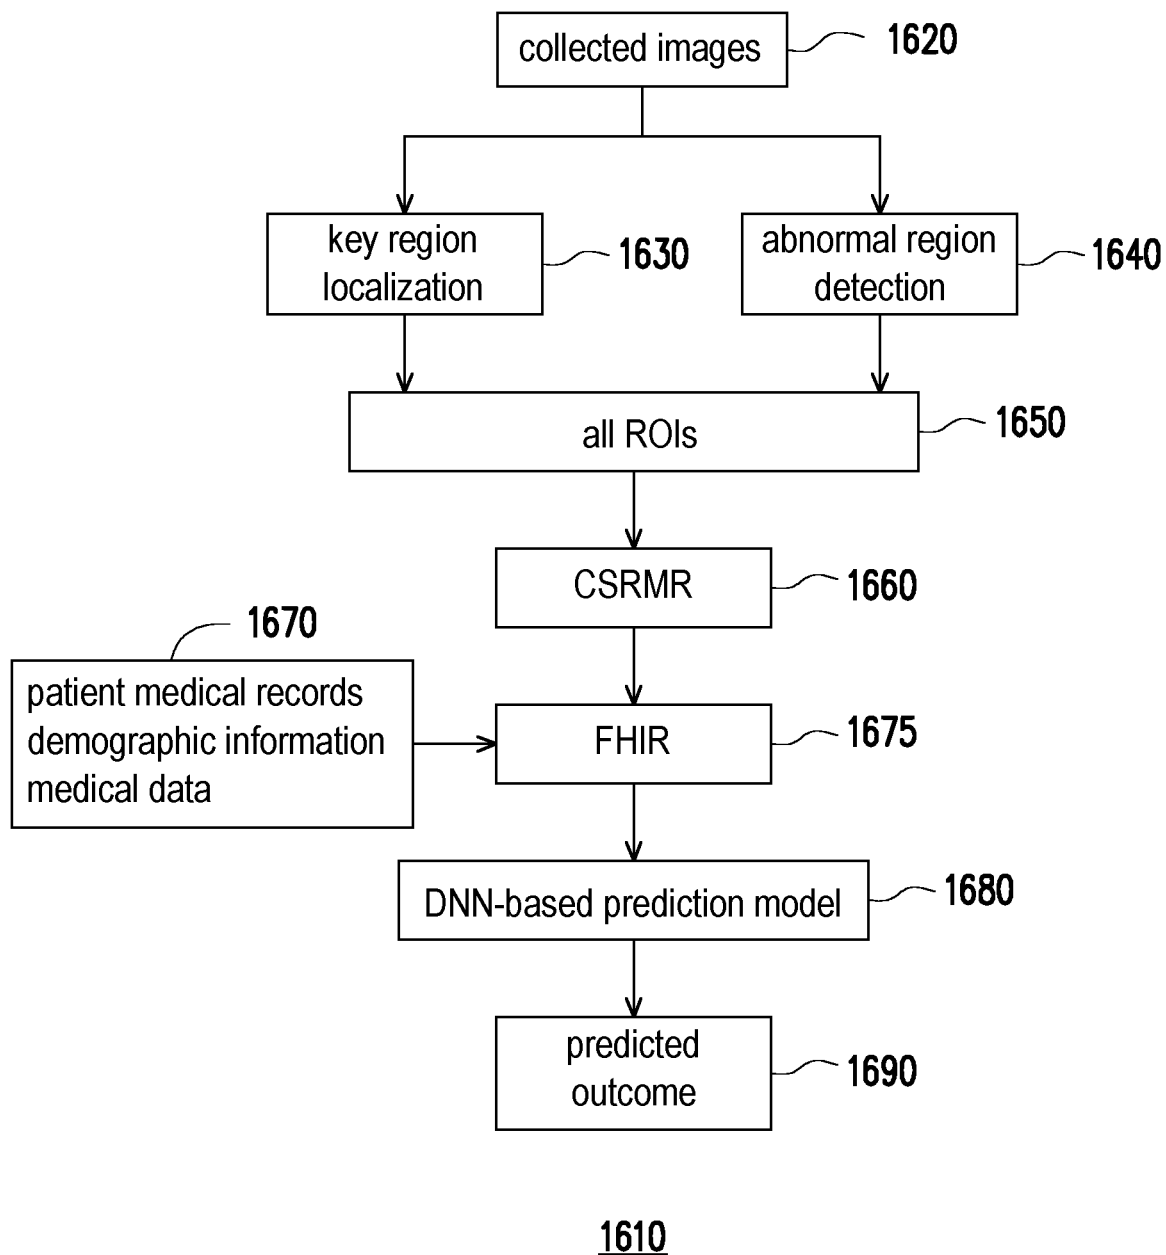 collected images
1620
key region
localization
1630
abnormal region
detection
1640
all ROIs
1650
CSRMR
1660
1670
patient medical records
demographic information
medical data
FHIR
1675
DNN-based prediction model
1680
predicted
outcome
1690
1610